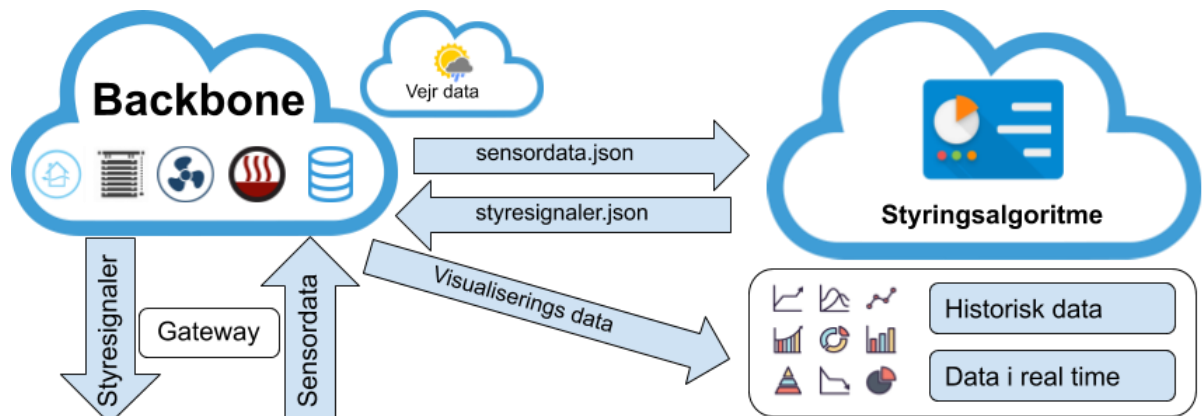 Backbone
Vejr data
sensordata.json
styresignaler.json
Styringsalgoritme
Styresignaler
Gateway
Sensordata
Visualiserings data
Historisk data
Data i real time